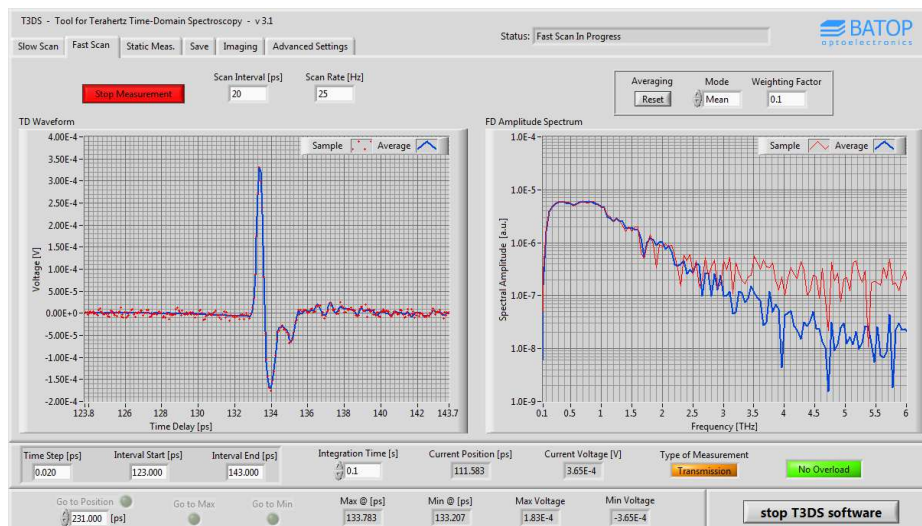 T3DS - Tool for Terahertz Time-Domain Spectroscopy - v 3.1
Status: Fast Scan In Progress
BATOP
optoelectronics
Slow Scan Fast Scan Static Meas. Save Imaging Advanced Settings
Scan Interval [ps] Scan Rate [Hz]
Stop Measurement 20 25
Averaging Mode Weighting Factor
Reset Mean 0.1
TD Waveform
Sample Average
4.00E-4
3.50E-4
3.00E-4
2.50E-4
2.00E-4
1.50E-4
1.00E-4
5.00E-5
0.00E+0
-5.00E-5
-1.00E-4
-1.50E-4
-2.00E-4
Voltage [V]
123.8 126 128 130 132 134 136 138 140 142 143.7
Time Delay [ps]
FD Amplitude Spectrum
Sample Average
1.0E-4
1.0E-5
1.0E-6
1.0E-7
1.0E-8
1.0E-9
Spectral Amplitude [a.u.]
0.1 0.5 1 1.5 2 2.5 3 3.5 4 4.5 5 5.5 6
Frequency [THz]
Time Step [ps] Interval Start [ps] Interval End [ps] Integration Time [s] Current Position [ps] Current Voltage [V] Type of Measurement
0.020 123.000 143.000 0.1 111.583 3.65E-4 Transmission No Overload
Go to Position Go to Max Go to Min Max @ [ps] Min @ [ps] Max Voltage Min Voltage
231.000 [ps] 133.783 133.207 1.83E-4 -3.65E-4 stop T3DS software